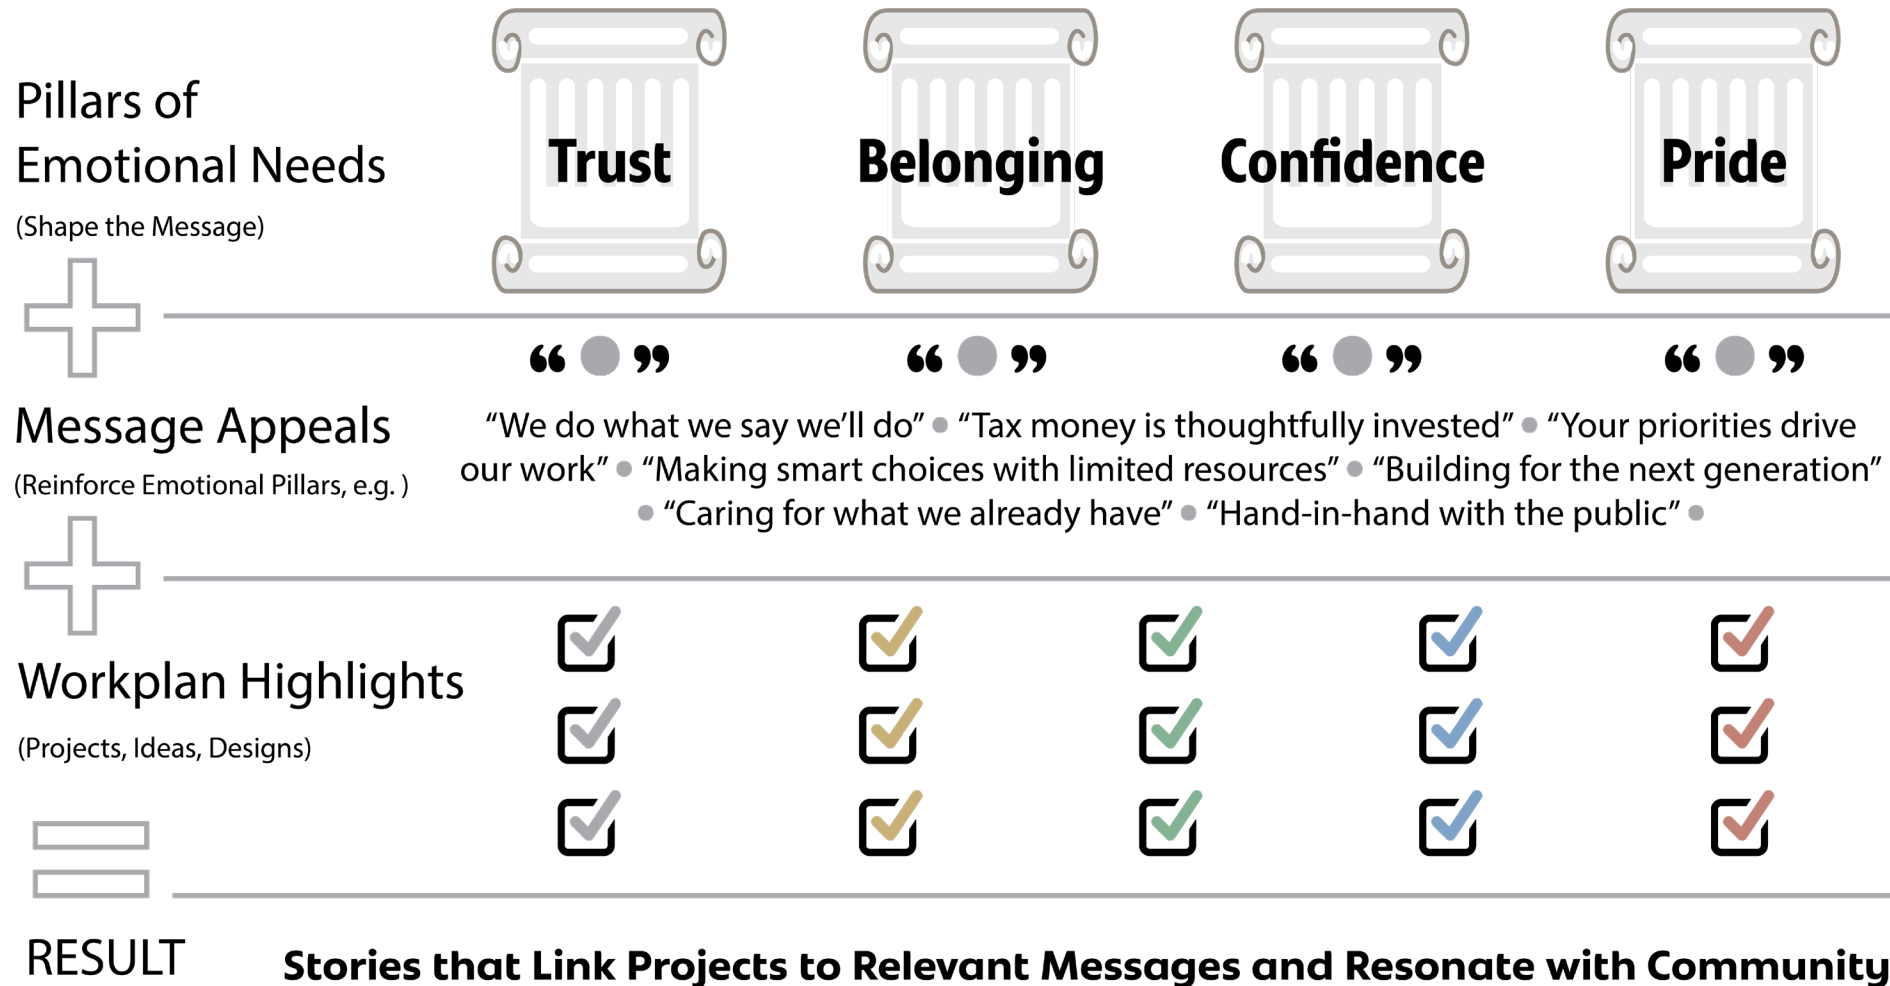 Pillars of
Emotional Needs
(Shape the Message)
Trust
Belonging
Confidence
Pride
“ ” “ ” “ ” “ ”
Message Appeals
(Reinforce Emotional Pillars, e.g. )
“We do what we say we’ll do” • “Tax money is thoughtfully invested” • “Your priorities drive
our work” • “Making smart choices with limited resources” • “Building for the next generation”
• “Caring for what we already have” • “Hand-in-hand with the public” •
Workplan Highlights
(Projects, Ideas, Designs)
RESULT
Stories that Link Projects to Relevant Messages and Resonate with Community